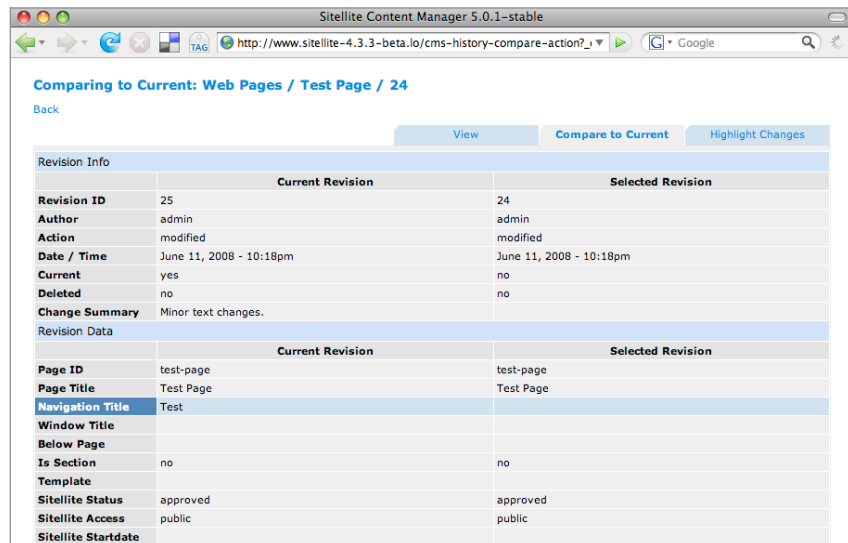 Sitellite Content Manager 5.0.1-stable
TAG http://www.sitellite-4.3.3-beta.lo/cms-history-compare-action?_ G Google
Comparing to Current: Web Pages / Test Page / 24
Back
View Compare to Current Highlight Changes
Revision Info
Current Revision Selected Revision
Revision ID 25 24
Author admin admin
Action modified modified
Date / Time June 11, 2008 - 10:18pm June 11, 2008 - 10:18pm
Current yes no
Deleted no no
Change Summary Minor text changes.
Revision Data
Current Revision Selected Revision
Page ID test-page test-page
Page Title Test Page Test Page
Navigation Title Test
Window Title
Below Page
Is Section no no
Template
Sitellite Status approved approved
Sitellite Access public public
Sitellite Startdate